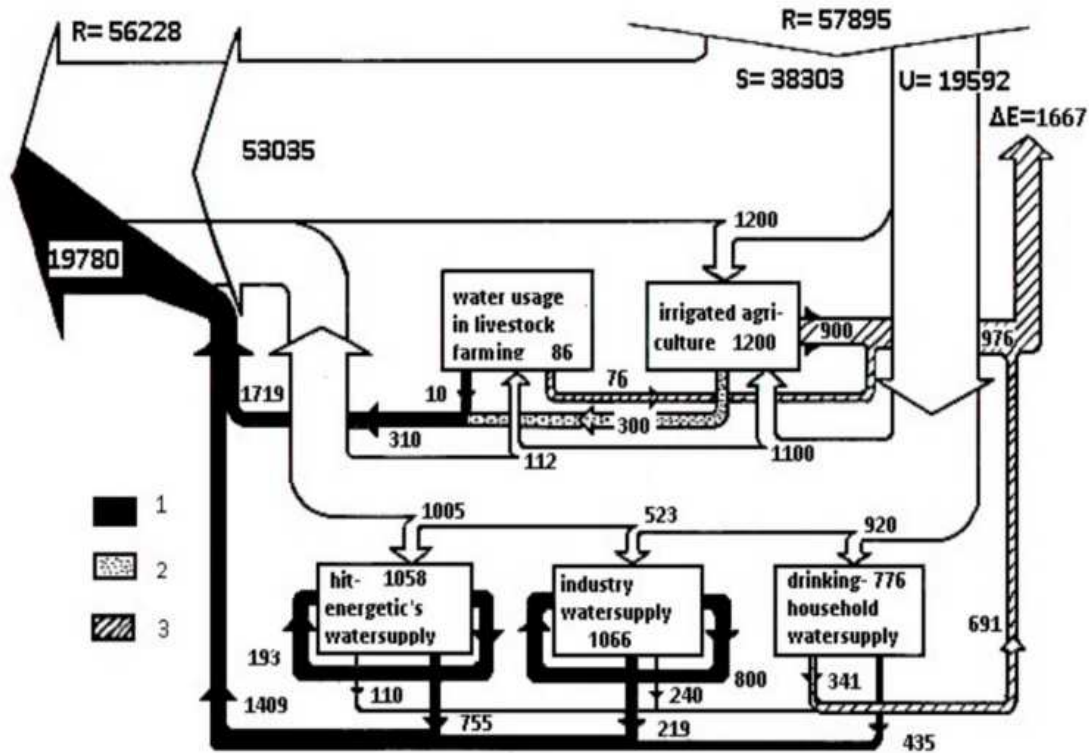 R= 56228
R= 57895
S= 38303
U= 19592
ΔE=1667
53035
1200
19780
water usage
in livestock
farming 86
irrigated agri-
culture 1200
900
976
1719
10
76
310
300
112
1100
1
1005
523
920
2
hit- 1058
energetic's
watersupply
industry
watersupply
1066
drinking-776
household
watersupply
3
691
193
110
240
800
341
1409
755
219
435